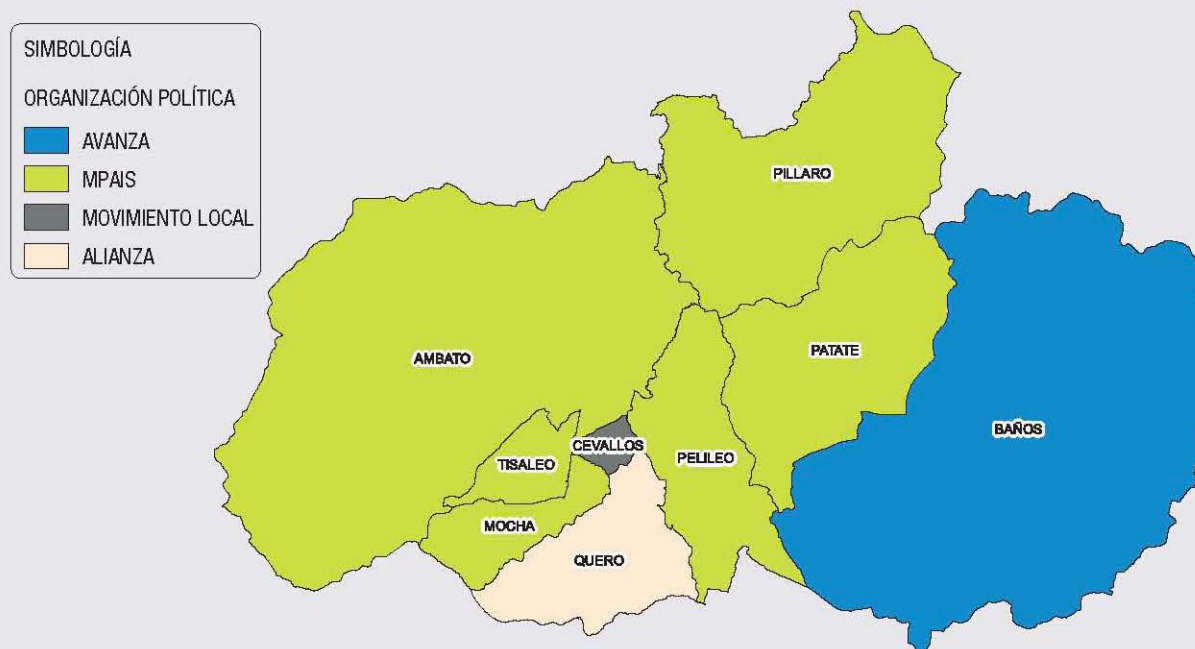 SIMBOLOGÍA
ORGANIZACIÓN POLÍTICA
AVANZA
MPAIS
MOVIMIENTO LOCAL
ALIANZA
PILLARO
AMBATO
PATATE
BAÑOS
CEVALLOS
TISALEO
PELILEO
MOCHA
QUERO